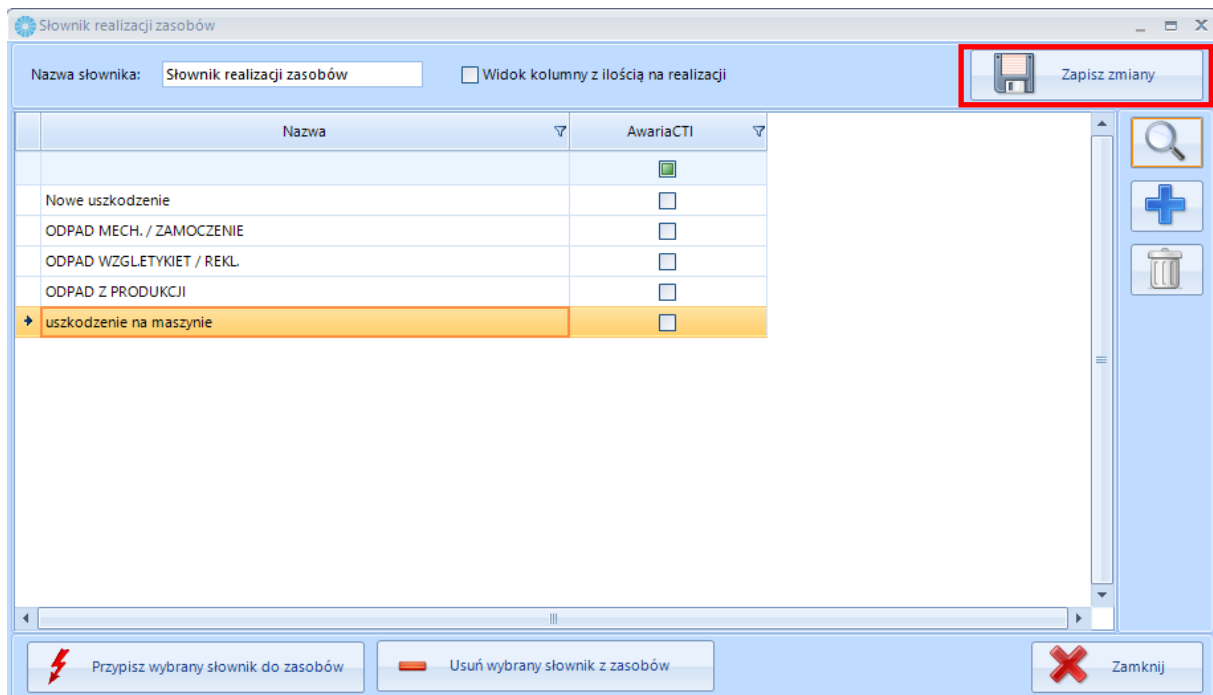 Słownik realizacji zasobów
Nazwa słownika: Słownik realizacji zasobów Widok kolumny z ilością na realizacji Zapisz zmiany
Nazwa AwariaCTI
Nowe uszkodzenie
ODPAD MECH. / ZAMOCZENIE
ODPAD WZGL.ETYKIET / REKL.
ODPAD Z PRODUKCJI
uszkodzenie na maszynie
Przypisz wybrany słownik do zasobów Usuń wybrany słownik z zasobów Zamknij